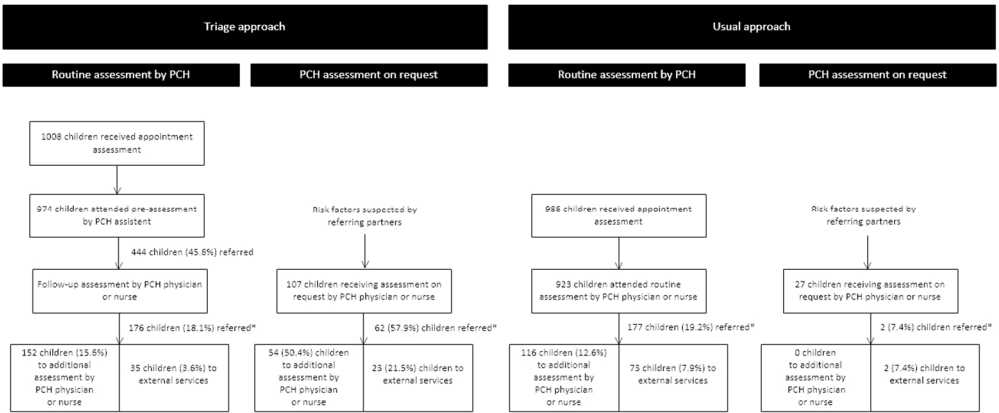 Triage approach
Usual approach
Routine assessment by PCH
PCH assessment on request
Routine assessment by PCH
PCH assessment on request
1008 children received appointment
assessment
974 children attended pre-assessment
by PCH assistent
444 children (45.6%) referred
Follow-up assessment by PCH physician
or nurse
176 children (18.1%) referred*
152 children (15.6%)
to additional
assessment by
PCH physician
or nurse
35 children (3.6%) to
external services
Risk factors suspected by
referring partners
107 children receiving assessment on
request by PCH physician or nurse
62 (57.9%) children referred*
54 (50.4%) children
to additional
assessment by
PCH physician
or nurse
23 (21.5%) children to
external services
986 children received appointment
assessment
923 children attended routine
assessment by PCH physician or nurse
177 children (19.2%) referred*
116 children (12.6%)
to additional
assessment by
PCH physician
or nurse
73 children (7.9%) to
external services
Risk factors suspected by
referring partners
27 children receiving assessment on
request by PCH physician or nurse
2 (7.4%) children referred*
0 children
to additional
assessment by
PCH physician
or nurse
2 (7.4%) children to
external services